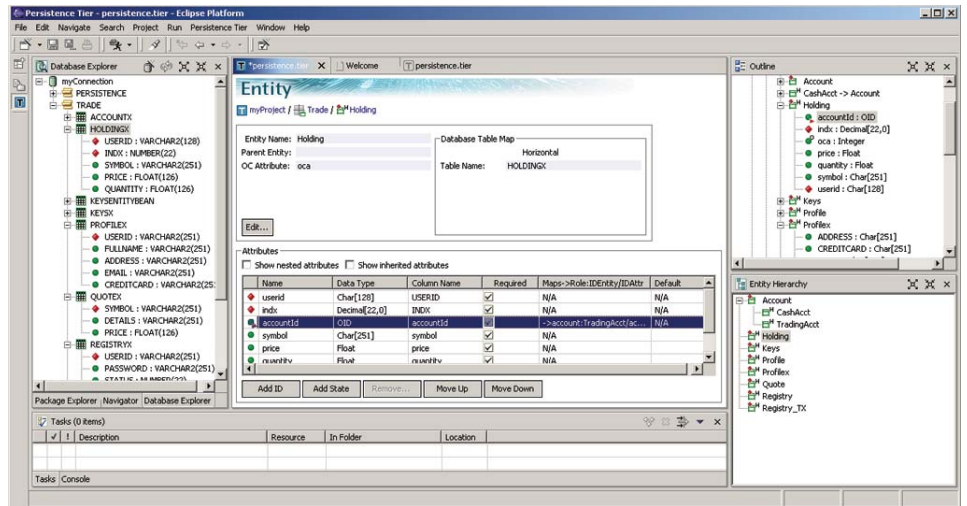 Persistence Tier - persistence.tier - Eclipse Platform
File Edit Navigate Search Project Run Persistence Tier Window Help
Database Explorer
myConnection
PERSISTENCE
TRADE
ACCOUNTX
HOLDINGX
USERID : VARCHAR2(128)
INDX : NUMBER(22)
SYMBOL : VARCHAR2(251)
PRICE : FLOAT(126)
QUANTITY : FLOAT(126)
KEYSENTITYBEAN
KEYSX
PROFILEX
USERID : VARCHAR2(251)
FULLNAME : VARCHAR2(251)
ADDRESS : VARCHAR2(251)
EMAIL : VARCHAR2(251)
CREDITCARD : VARCHAR2(25
QUOTEX
SYMBOL : VARCHAR2(251)
DETAILS : VARCHAR2(251)
PRICE : FLOAT(126)
REGISTRYX
USERID : VARCHAR2(251)
PASSWORD : VARCHAR2(251)
STATUS : NUMBER(22)
Package Explorer Navigator Database Explorer
*persistence.tier Welcome persistence.tier
Entity
myProject / Trade / Holding
Entity Name: Holding
Parent Entity:
OC Attribute: oca
Edit...
Database Table Map
Horizontal
Table Name: HOLDINGX
Attributes
Show nested attributes Show inherited attributes
Name Data Type Column Name Required Maps->Role:IDEntity/IDAttr Default
userid Char[128] USERID N/A N/A
indx Decimal[22,0] INDX N/A N/A
accountId OID accountId ->account:TradingAcct/ac... N/A
symbol Char[251] symbol N/A
price Float price N/A
quantity Float quantity N/A
Add ID Add State Remove... Move Up Move Down
Outline
Account
CashAcct -> Account
Holding
accountId : OID
indx : Decimal[22,0]
oca : Integer
price : Float
quantity : Float
symbol : Char[251]
userid : Char[128]
Keys
Profile
Profilex
ADDRESS : Char[251]
CREDITCARD : Char[251]
Entity Hierarchy
Account
CashAcct
TradingAcct
Holding
Keys
Profile
Profilex
Quote
Registry
Registry_TX
Tasks (0 items)
! Description Resource In Folder Location
Tasks Console